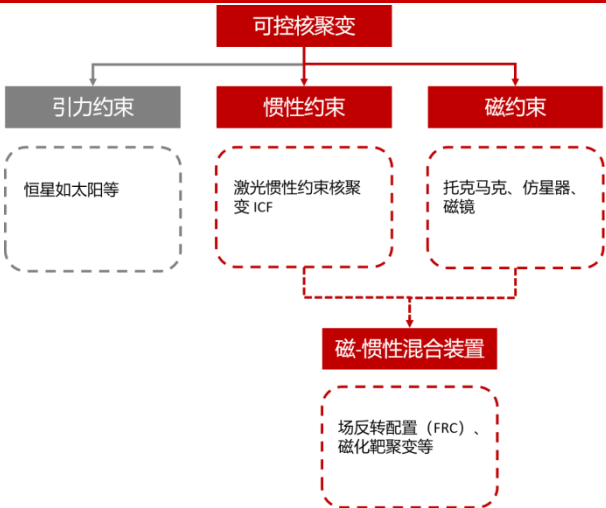 可控核聚变
引力约束
惯性约束
磁约束
恒星如太阳等
激光惯性约束核聚
变 ICF
托克马克、仿星器、
磁镜
磁-惯性混合装置
场反转配置（FRC）、
磁化靶聚变等